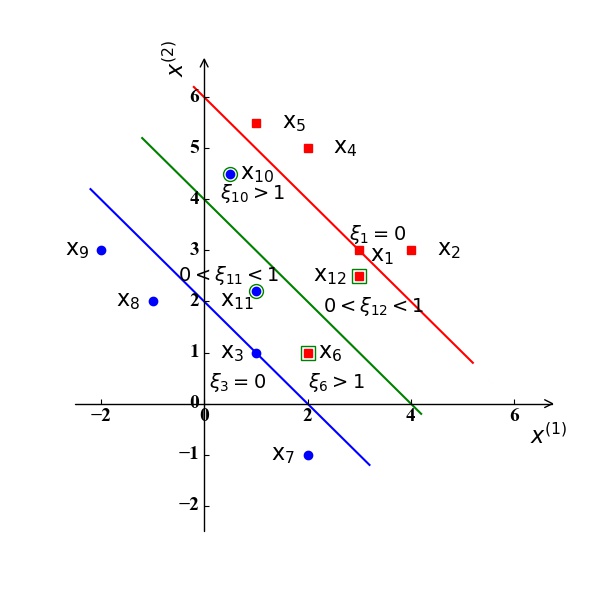 x^(2)
6
x₅
5
x₄
x₁₀
ξ₁₀ > 1
4
ξ₁ = 0
x₉
3
x₁
x₂
0 < ξ₁₁ < 1
x₁₂
x₈
2
x₁₁
0 < ξ₁₂ < 1
1
x₃
x₆
ξ₃ = 0
ξ₆ > 1
0
−2
0
2
4
6
x^(1)
−1
x₇
−2